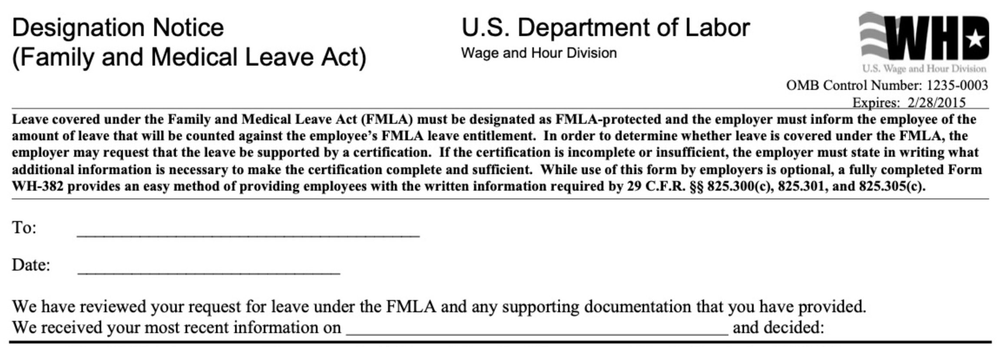 Designation Notice
(Family and Medical Leave Act)
U.S. Department of Labor
Wage and Hour Division
WHD
U.S. Wage and Hour Division
OMB Control Number: 1235-0003
Expires: 2/28/2015
Leave covered under the Family and Medical Leave Act (FMLA) must be designated as FMLA-protected and the employer must inform the employee of the
amount of leave that will be counted against the employee’s FMLA leave entitlement. In order to determine whether leave is covered under the FMLA, the
employer may request that the leave be supported by a certification. If the certification is incomplete or insufficient, the employer must state in writing what
additional information is necessary to make the certification complete and sufficient. While use of this form by employers is optional, a fully completed Form
WH-382 provides an easy method of providing employees with the written information required by 29 C.F.R. §§ 825.300(c), 825.301, and 825.305(c).
To: ______________________________________
Date: _____________________________
We have reviewed your request for leave under the FMLA and any supporting documentation that you have provided.
We received your most recent information on __________________________________________ and decided: